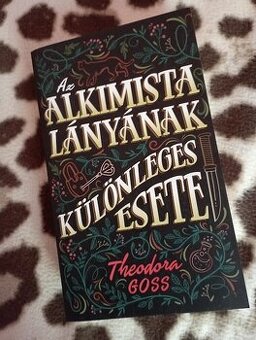 Az
ALKIMISTA
LÁNYÁNAK
KÜLÖNLEGES
ESETE
Theodora
GOSS